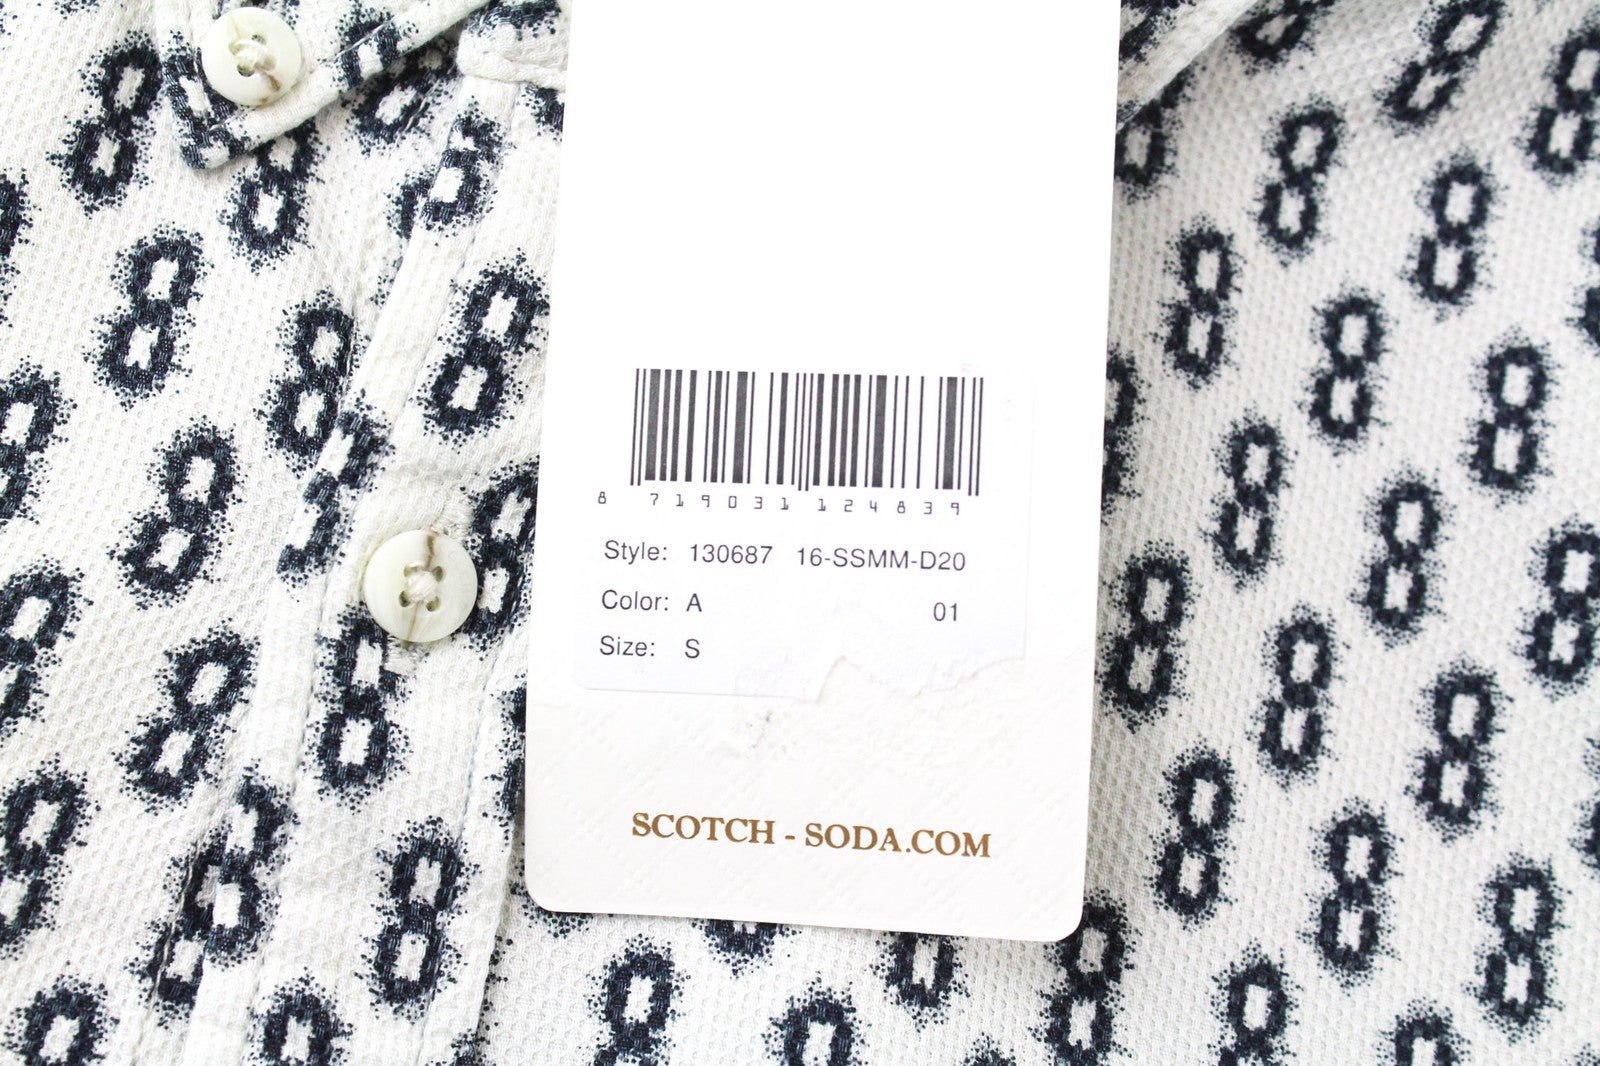 8 719031 124839
Style: 130687 16-SSMM-D20
Color: A 01
Size: S
SCOTCH - SODA.COM